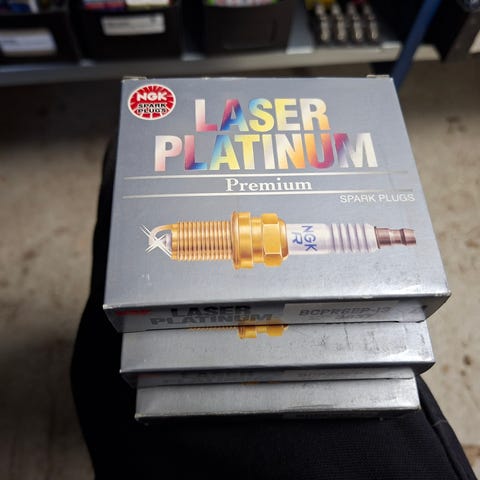 NGK
SPARK
PLUGS
LASER
PLATINUM
Premium
SPARK PLUGS
NGK
R
LASER
PLATINUM